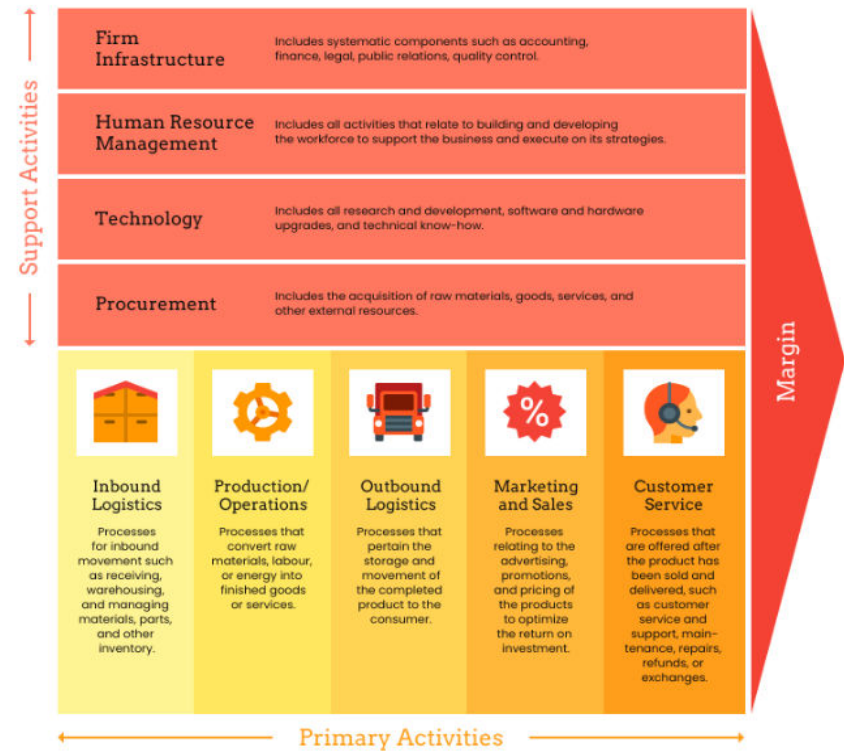 Support Activities
Firm
Infrastructure
Includes systematic components such as accounting,
finance, legal, public relations, quality control.
Human Resource
Management
Includes all activities that relate to building and developing
the workforce to support the business and execute on its strategies.
Technology
Includes all research and development, software and hardware
upgrades, and technical know-how.
Procurement
Includes the acquisition of raw materials, goods, services, and
other external resources.
Margin
Inbound
Logistics
Processes
for inbound
movement such
as receiving,
warehousing,
and managing
materials, parts,
and other
inventory.
Production/
Operations
Processes that
convert raw
materials, labour,
or energy into
finished goods
or services.
Outbound
Logistics
Processes that
pertain the
storage and
movement of
the completed
product to the
consumer.
%
Marketing
and Sales
Processes
relating to the
advertising,
promotions,
and pricing of
the products
to optimize
the return on
investment.
Customer
Service
Processes that
are offered after
the product has
been sold and
delivered, such
as customer
service and
support, main-
tenance, repairs,
refunds, or
exchanges.
Primary Activities